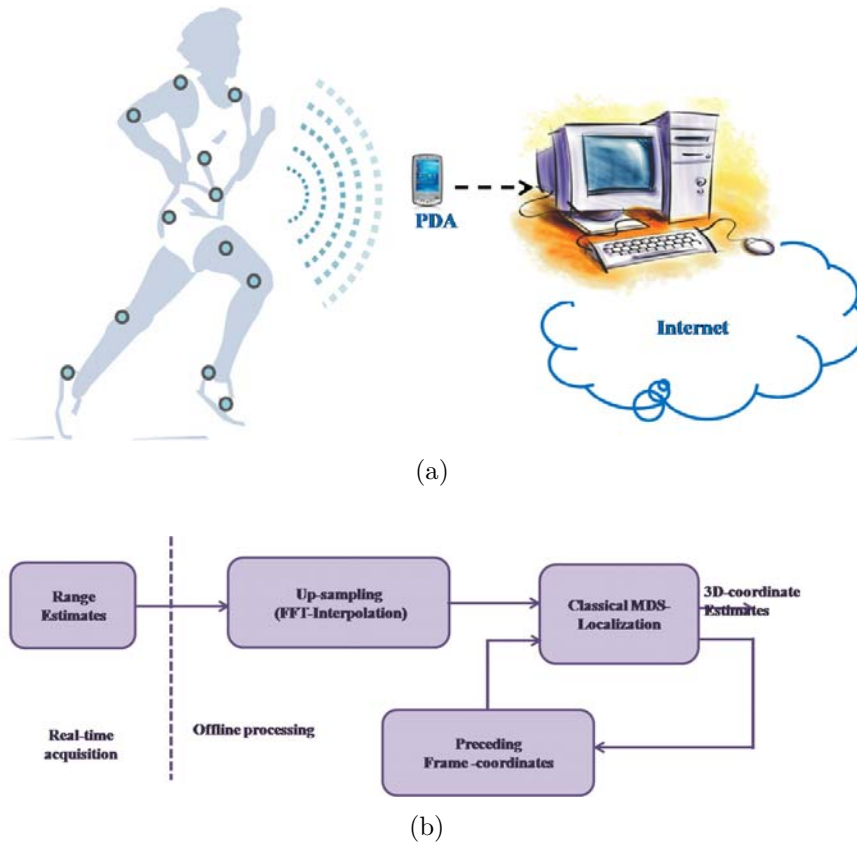 PDA
Internet
(a)
Range
Estimates
Up-sampling
(FFT-Interpolation)
Classical MDS-
Localization
3D-coordinate
Estimates
Real-time
acquisition
Offline processing
Preceding
Frame -coordinates
(b)